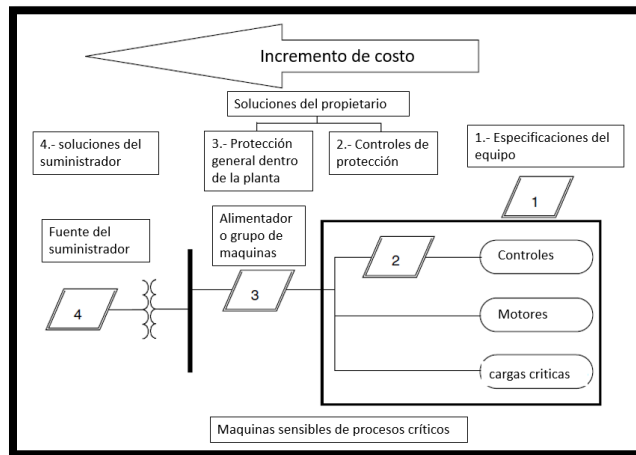 Incremento de costo
Soluciones del propietario
4.- soluciones del
suministrador
3.- Protección
general dentro
de la planta
2.- Controles de
protección
1.- Especificaciones del
equipo
1
Fuente del
suministrador
Alimentador
o grupo de
maquinas
2
Controles
3
4
Motores
cargas criticas
Maquinas sensibles de procesos críticos